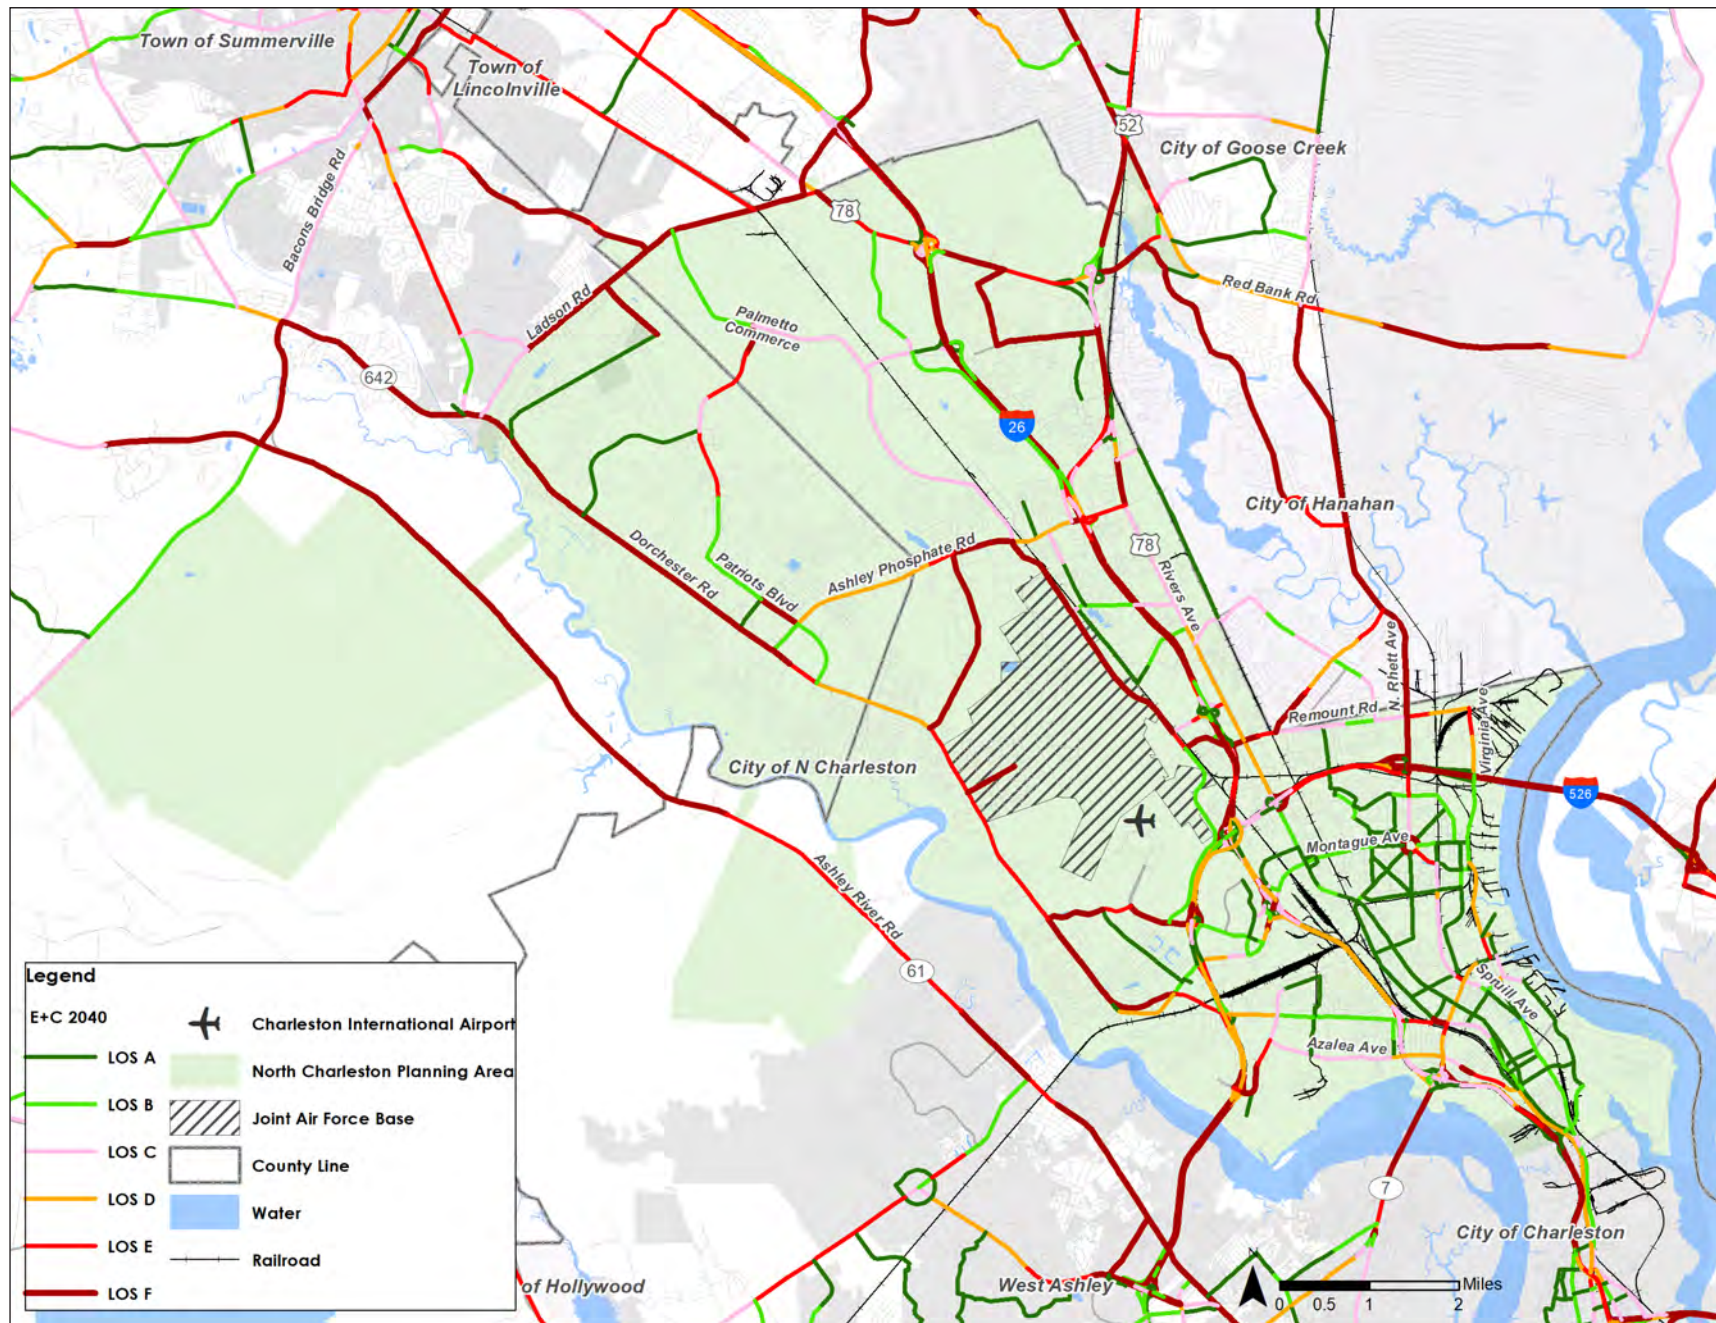 Town of Summerville
Town of
Lincolnville
52
City of Goose Creek
Bacons Bridge Rd
78
Red Bank Rd
Ladson Rd
Palmetto
Commerce
642
26
City of Hanahan
78
Dorchester Rd
Patriots Blvd
Ashley Phosphate Rd
Rivers Ave
N. Rhett Ave
Remount Rd
Virginia Ave
City of N Charleston
526
Montague Ave
Ashley River Rd
61
Spruill Ave
Azalea Ave
7
City of Charleston
West Ashley
of Hollywood
Legend
E+C 2040
LOS A
LOS B
LOS C
LOS D
LOS E
LOS F
Charleston International Airport
North Charleston Planning Area
Joint Air Force Base
County Line
Water
Railroad
N
Miles
0 0.5 1 2